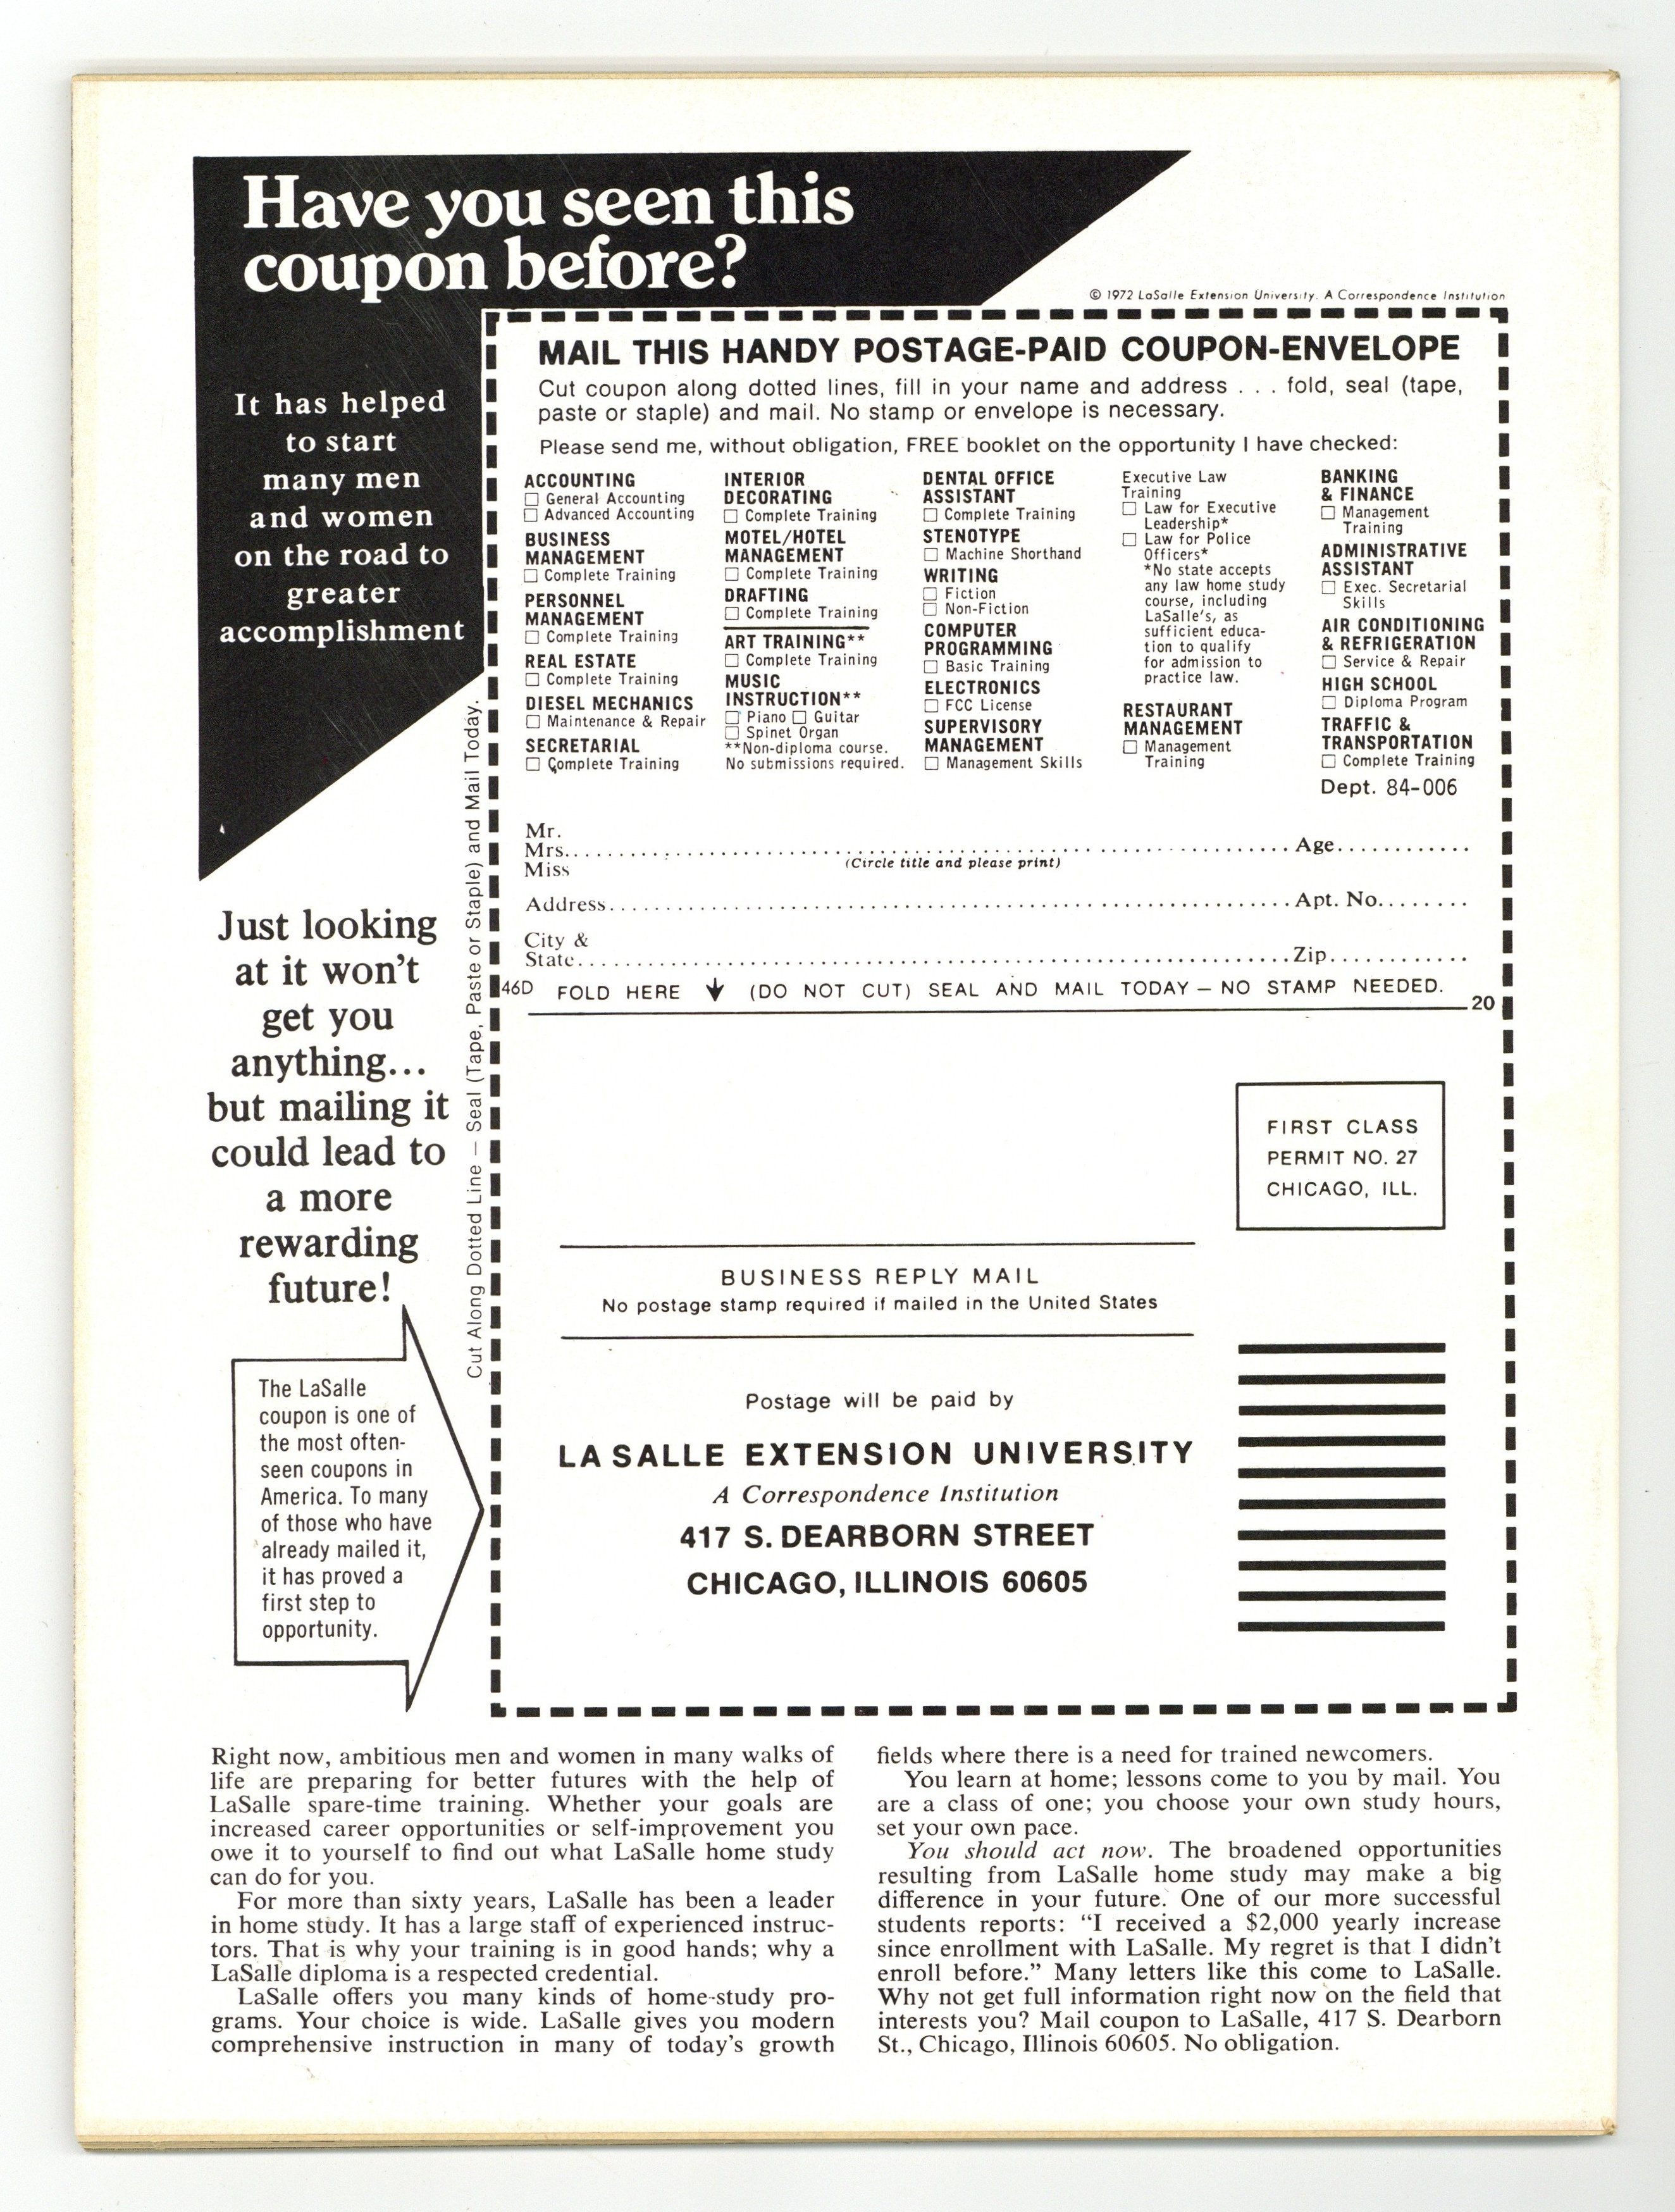 Have you seen this
coupon before?
© 1972 LaSalle Extension University. A Correspondence Institution
It has helped
to start
many men
and women
on the road to
greater
accomplishment
Just looking
at it won't
get you
anything...
but mailing it
could lead to
a more
rewarding
future!
The LaSalle
coupon is one of
the most often-
seen coupons in
America. To many
of those who have
already mailed it,
it has proved a
first step to
opportunity.
Cut Along Dotted Line — Seal (Tape, Paste or Staple) and Mail Today.
MAIL THIS HANDY POSTAGE-PAID COUPON-ENVELOPE
Cut coupon along dotted lines, fill in your name and address . . . fold, seal (tape,
paste or staple) and mail. No stamp or envelope is necessary.
Please send me, without obligation, FREE booklet on the opportunity I have checked:
ACCOUNTING
☐ General Accounting
☐ Advanced Accounting
BUSINESS
MANAGEMENT
☐ Complete Training
PERSONNEL
MANAGEMENT
☐ Complete Training
REAL ESTATE
☐ Complete Training
DIESEL MECHANICS
☐ Maintenance & Repair
SECRETARIAL
☐ Complete Training
INTERIOR
DECORATING
☐ Complete Training
MOTEL/HOTEL
MANAGEMENT
☐ Complete Training
DRAFTING
☐ Complete Training
ART TRAINING**
☐ Complete Training
MUSIC
INSTRUCTION**
☐ Piano ☐ Guitar
☐ Spinet Organ
**Non-diploma course.
No submissions required.
DENTAL OFFICE
ASSISTANT
☐ Complete Training
STENOTYPE
☐ Machine Shorthand
WRITING
☐ Fiction
☐ Non-Fiction
COMPUTER
PROGRAMMING
☐ Basic Training
ELECTRONICS
☐ FCC License
SUPERVISORY
MANAGEMENT
☐ Management Skills
Executive Law
Training
☐ Law for Executive
Leadership*
☐ Law for Police
Officers*
*No state accepts
any law home study
course, including
LaSalle's, as
sufficient educa-
tion to qualify
for admission to
practice law.
RESTAURANT
MANAGEMENT
☐ Management
Training
BANKING
& FINANCE
☐ Management
Training
ADMINISTRATIVE
ASSISTANT
☐ Exec. Secretarial
Skills
AIR CONDITIONING
& REFRIGERATION
☐ Service & Repair
HIGH SCHOOL
☐ Diploma Program
TRAFFIC &
TRANSPORTATION
☐ Complete Training
Dept. 84-006
Mr.
Mrs. Age
Miss (Circle title and please print)
Address Apt. No.
City &
State Zip
46D FOLD HERE ↓ (DO NOT CUT) SEAL AND MAIL TODAY — NO STAMP NEEDED.
20
FIRST CLASS
PERMIT NO. 27
CHICAGO, ILL.
BUSINESS REPLY MAIL
No postage stamp required if mailed in the United States
Postage will be paid by
LA SALLE EXTENSION UNIVERSITY
A Correspondence Institution
417 S. DEARBORN STREET
CHICAGO, ILLINOIS 60605
Right now, ambitious men and women in many walks of
life are preparing for better futures with the help of
LaSalle spare-time training. Whether your goals are
increased career opportunities or self-improvement you
owe it to yourself to find out what LaSalle home study
can do for you.
For more than sixty years, LaSalle has been a leader
in home study. It has a large staff of experienced instruc-
tors. That is why your training is in good hands; why a
LaSalle diploma is a respected credential.
LaSalle offers you many kinds of home-study pro-
grams. Your choice is wide. LaSalle gives you modern
comprehensive instruction in many of today's growth
fields where there is a need for trained newcomers.
You learn at home; lessons come to you by mail. You
are a class of one; you choose your own study hours,
set your own pace.
You should act now. The broadened opportunities
resulting from LaSalle home study may make a big
difference in your future. One of our more successful
students reports: “I received a $2,000 yearly increase
since enrollment with LaSalle. My regret is that I didn't
enroll before.” Many letters like this come to LaSalle.
Why not get full information right now on the field that
interests you? Mail coupon to LaSalle, 417 S. Dearborn
St., Chicago, Illinois 60605. No obligation.